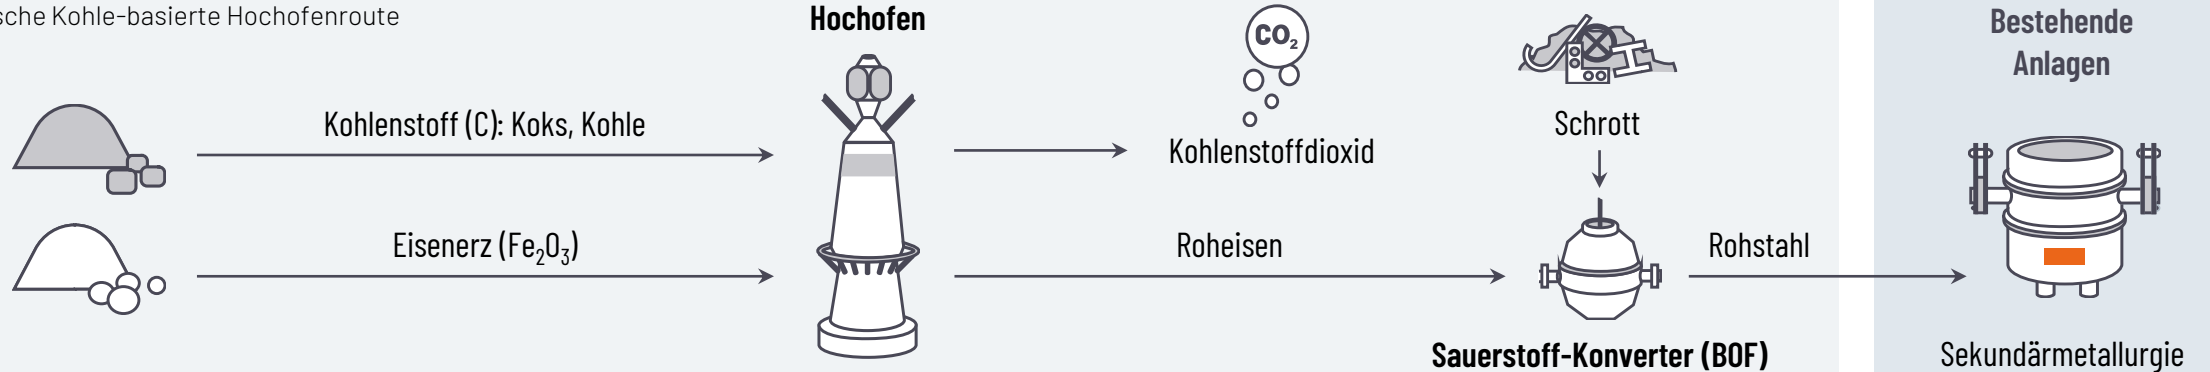 Kohle-basierte Hochofenroute
Hochofen
CO₂
Bestehende
Anlagen
Kohlenstoff (C): Koks, Kohle
Schrott
Kohlenstoffdioxid
Eisenerz (Fe₂O₃)
Roheisen
Rohstahl
Sauerstoff-Konverter (BOF)
Sekundärmetallurgie